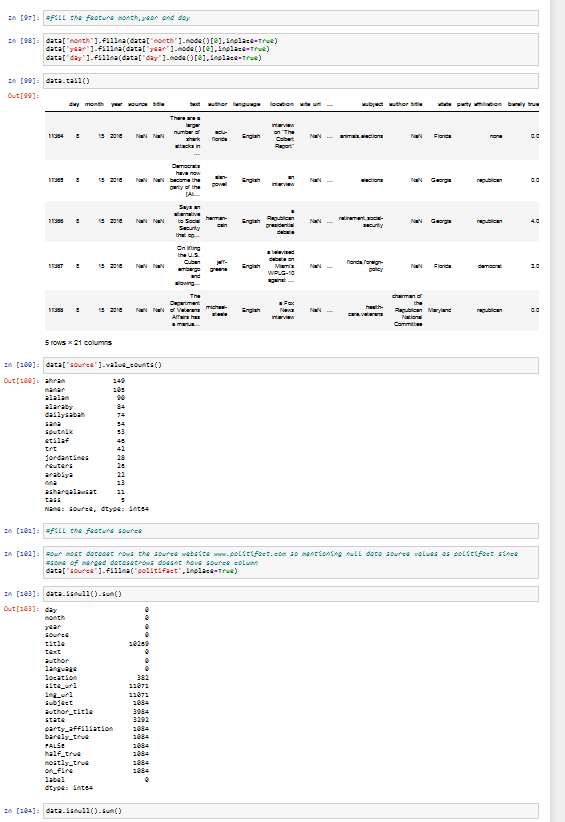 In [97]: #fill the feature month,year and day
In [98]: data['month'].fillna(data['month'].mode()[0],inplace=True)
data['year'].fillna(data['year'].mode()[0],inplace=True)
data['day'].fillna(data['day'].mode()[0],inplace=True)
In [99]: data.tail()
Out[99]:
day month year source title text author language location site url ... subject author title state party affiliation barely true
11364 8 15 2016 NaN NaN There are a larger number of shark attacks in ... sciu-florida English interview on "The Colbert Report" NaN ... animals,elections NaN Florida none 0.0
11365 8 15 2016 NaN NaN Democrats have now become the party of the [At... alan-powell English an interview NaN ... elections NaN Georgia republican 0.0
11366 8 15 2016 NaN NaN Says an alternative to Social Security that op... herman-cain English a Republican presidential debate NaN ... retirement,social-security NaN Georgia republican 4.0
11367 8 15 2016 NaN NaN On lifting the U.S. Cuban embargo and allowing... jeff-greene English a televised debate on Miami's WPLG-10 against ... NaN ... florida,foreign-policy NaN Florida democrat 3.0
11368 8 15 2016 NaN NaN The Department of Veterans Affairs has a manua... michael-steele English a Fox News interview NaN ... health-care,veterans chairman of the Republican National Committee Maryland republican 0.0
5 rows × 21 columns
In [100]: data['source'].value_counts()
Out[100]: ahram 149
manar 105
alalam 90
alaraby 84
dailysabah 74
sana 54
sputnik 53
etilaf 46
trt 42
jordantimes 28
reuters 26
arabiya 22
nna 13
asharqalawsat 11
tass 5
Name: source, dtype: int64
In [101]: #fill the feature source
In [102]: #our most dataset rows the source website www.politifact.com so mentioning null data source values as politifact since
#some of merged datasetrows doesnt have source column
data['source'].fillna('politifact',inplace=True)
In [103]: data.isnull().sum()
Out[103]: day 0
month 0
year 0
source 0
title 10269
text 0
author 0
language 0
location 382
site_url 11071
img_url 11071
subject 1084
author_title 3984
state 3292
party_affiliation 1084
barely_true 1084
FALSE 1084
half_true 1084
mostly_true 1084
on_fire 1084
label 0
dtype: int64
In [104]: data.isnull().sum()